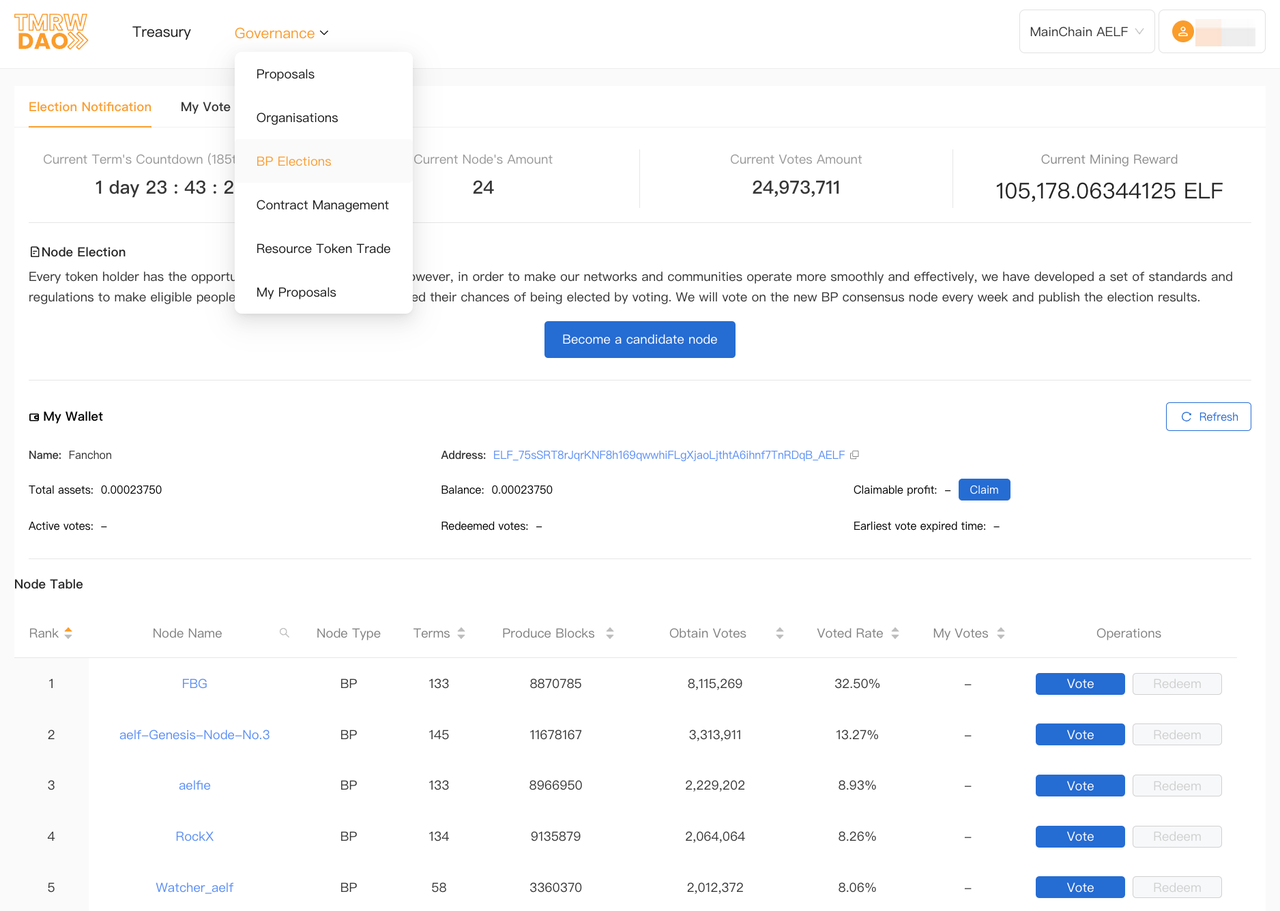 TMRW
DAO
Treasury
Governance
MainChain AELF
Proposals
Organisations
BP Elections
Contract Management
Resource Token Trade
My Proposals
Election Notification
My Vote
Current Term's Countdown (185t
Current Node's Amount
Current Votes Amount
Current Mining Reward
1 day 23 : 43 : 2
24
24,973,711
105,178.06344125 ELF
Node Election
Every token holder has the opportu owever, in order to make our networks and communities operate more smoothly and effectively, we have developed a set of standards and
regulations to make eligible people ed their chances of being elected by voting. We will vote on the new BP consensus node every week and publish the election results.
Become a candidate node
My Wallet
Refresh
Name: Fanchon
Address: ELF_75sSRT8rJqrKNF8h169qwwhiFLgXjaoLjthtA6ihnf7TnRDqB_AELF
Total assets: 0.00023750
Balance: 0.00023750
Claimable profit: –
Claim
Active votes: –
Redeemed votes: –
Earliest vote expired time: –
Node Table
Rank Node Name Node Type Terms Produce Blocks Obtain Votes Voted Rate My Votes Operations
1 FBG BP 133 8870785 8,115,269 32.50% – Vote Redeem
2 aelf-Genesis-Node-No.3 BP 145 11678167 3,313,911 13.27% – Vote Redeem
3 aelfie BP 133 8966950 2,229,202 8.93% – Vote Redeem
4 RockX BP 134 9135879 2,064,064 8.26% – Vote Redeem
5 Watcher_aelf BP 58 3360370 2,012,372 8.06% – Vote Redeem